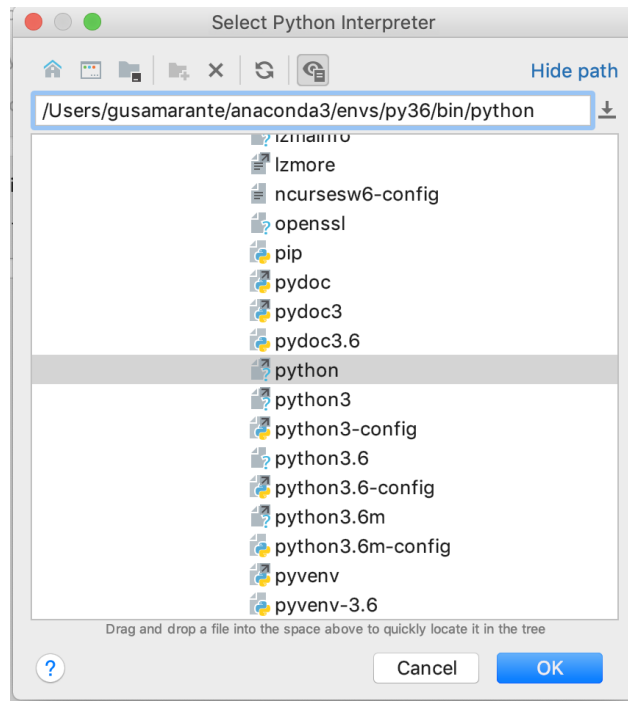 Select Python Interpreter
Hide path
/Users/gusamarante/anaconda3/envs/py36/bin/python
lzmainfo
lzmore
ncursesw6-config
openssl
pip
pydoc
pydoc3
pydoc3.6
python
python3
python3-config
python3.6
python3.6-config
python3.6m
python3.6m-config
pyvenv
pyvenv-3.6
Drag and drop a file into the space above to quickly locate it in the tree
? Cancel OK